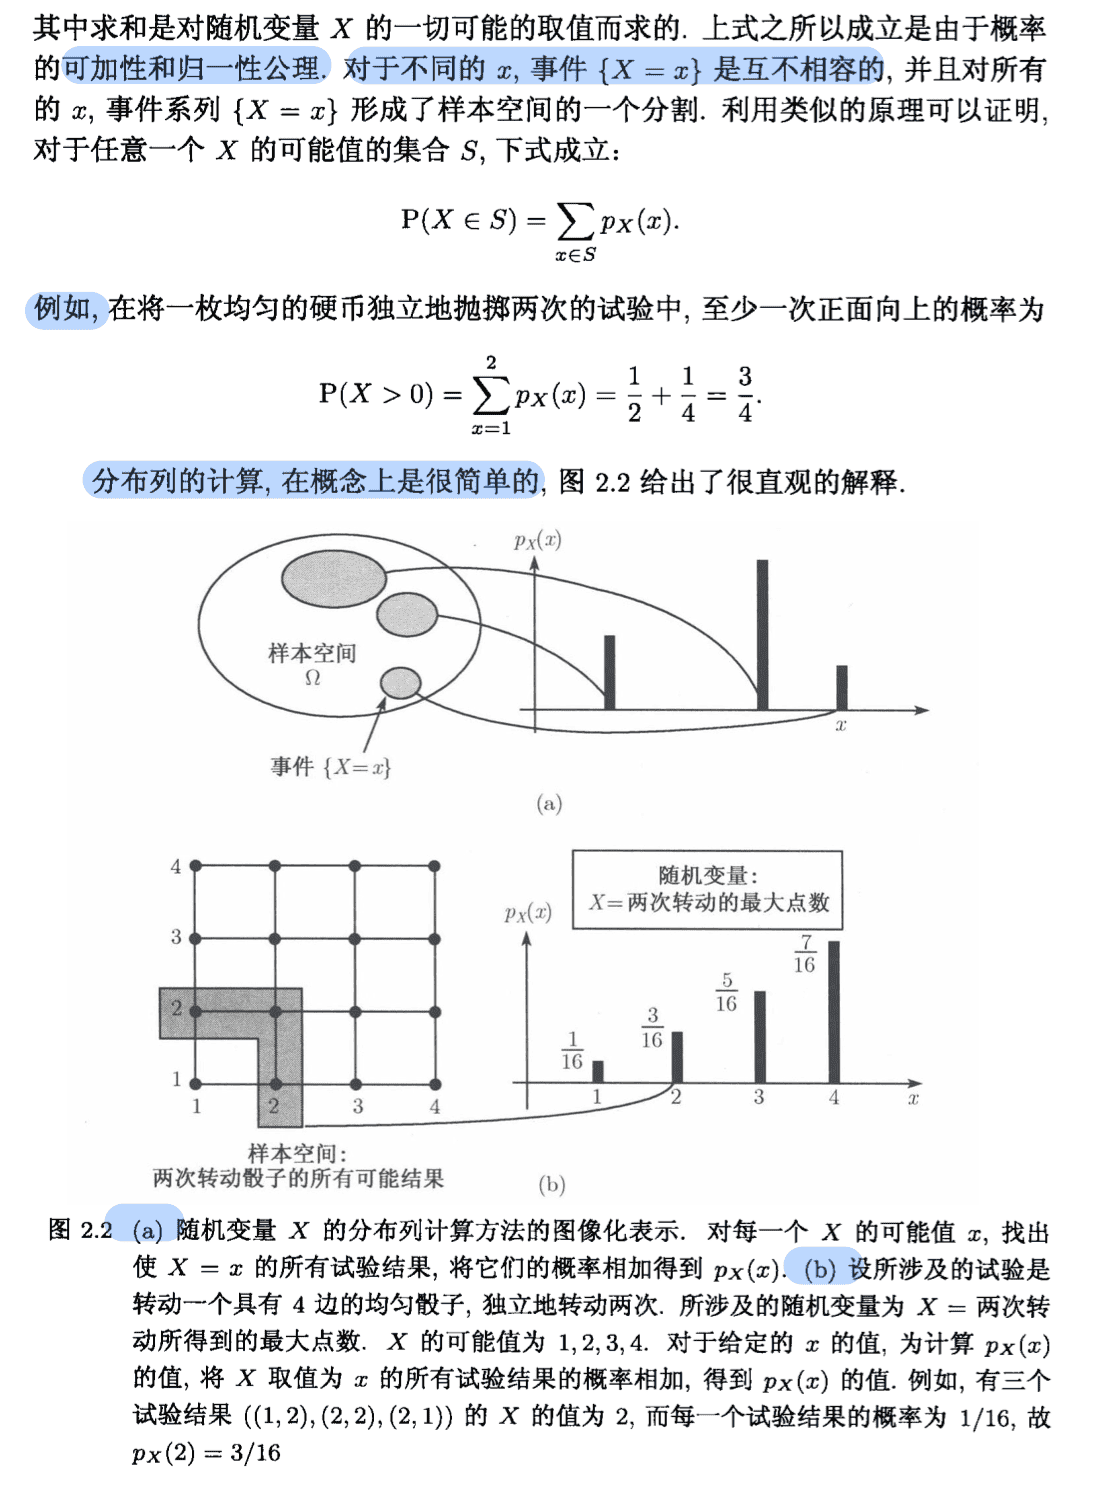 其中求和是对随机变量 X 的一切可能的取值而求的. 上式之所以成立是由于概率
的可加性和归一性公理. 对于不同的 x, 事件 {X = x} 是互不相容的, 并且对所有
的 x, 事件系列 {X = x} 形成了样本空间的一个分割. 利用类似的原理可以证明,
对于任意一个 X 的可能值的集合 S, 下式成立:
P(X ∈ S) = ∑_{x∈S} p_X(x).
例如, 在将一枚均匀的硬币独立地抛掷两次的试验中, 至少一次正面向上的概率为
P(X > 0) = ∑_{x=1}^{2} p_X(x) = 1/2 + 1/4 = 3/4.
分布列的计算, 在概念上是很简单的, 图 2.2 给出了很直观的解释.
p_X(x)
样本空间
Ω
x
事件 {X=x}
(a)
4
3
2
1
1 2 3 4
样本空间:
两次转动骰子的所有可能结果
随机变量:
X=两次转动的最大点数
p_X(x)
1/16
3/16
5/16
7/16
1 2 3 4 x
(b)
图 2.2 (a) 随机变量 X 的分布列计算方法的图像化表示. 对每一个 X 的可能值 x, 找出
使 X = x 的所有试验结果, 将它们的概率相加得到 p_X(x). (b) 设所涉及的试验是
转动一个具有 4 边的均匀骰子, 独立地转动两次. 所涉及的随机变量为 X = 两次转
动所得到的最大点数. X 的可能值为 1, 2, 3, 4. 对于给定的 x 的值, 为计算 p_X(x)
的值, 将 X 取值为 x 的所有试验结果的概率相加, 得到 p_X(x) 的值. 例如, 有三个
试验结果 ((1, 2), (2, 2), (2, 1)) 的 X 的值为 2, 而每一个试验结果的概率为 1/16, 故
p_X(2) = 3/16